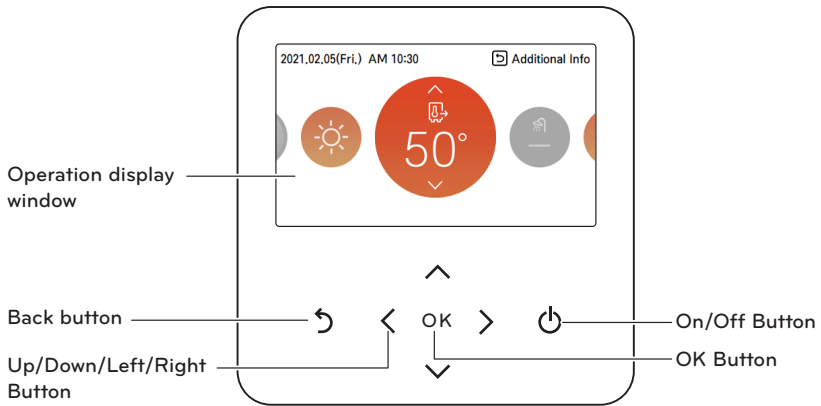 2021.02.05(Fri.) AM 10:30
Additional Info
50°
Operation display
window
Back button
OK
On/Off Button
Up/Down/Left/Right
Button
OK Button